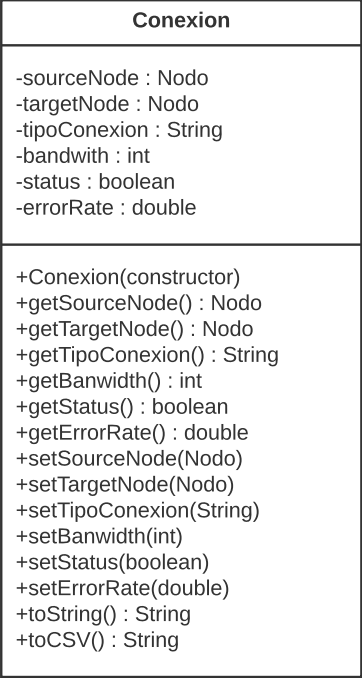 Conexion
-sourceNode : Nodo
-targetNode : Nodo
-tipoConexion : String
-bandwith : int
-status : boolean
-errorRate : double
+Conexion(constructor)
+getSourceNode() : Nodo
+getTargetNode() : Nodo
+getTipoConexion() : String
+getBanwidth() : int
+getStatus() : boolean
+getErrorRate() : double
+setSourceNode(Nodo)
+setTargetNode(Nodo)
+setTipoConexion(String)
+setBanwidth(int)
+setStatus(boolean)
+setErrorRate(double)
+toString() : String
+toCSV() : String